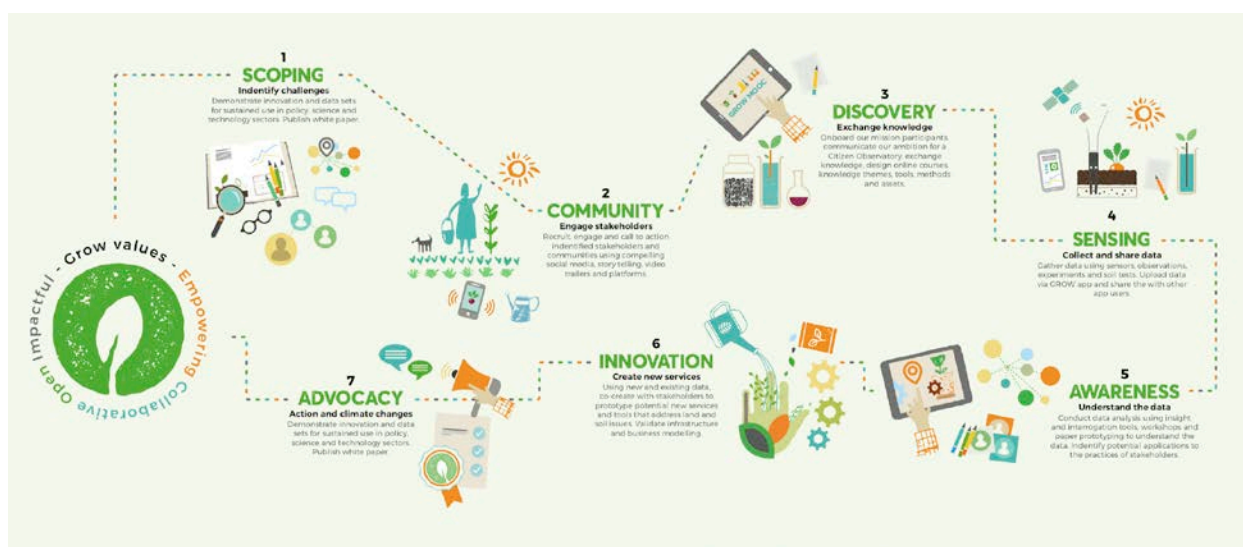 1
SCOPING
Indentify challenges
Demonstrate innovation and data sets
for sustained use in policy, science and
technology sectors. Publish white paper.
2
COMMUNITY
Engage stakeholders
Recruit, engage and call to action
indentified stakeholders and
communities using compelling
social media, story telling, video
trailers and platforms.
GROW MOOC
3
DISCOVERY
Exchange knowledge
Onboard our mission participants,
communicate our ambition for a
Citizen Observatory, exchange
knowledge, design online courses,
knowledge themes, tools, methods
and assets.
4
SENSING
Collect and share data
Gather data using sensors, observations,
experiments and soil tests. Upload data
via GROW app and share the with other
app users.
5
AWARENESS
Understand the data
Conduct data analysis using insight
and interrogation tools, workshops and
paper prototyping to understand the
data. Indentify potential applications to
the practices of stakeholders.
6
INNOVATION
Create new services
Using new and existing data,
co-create with stakeholders to
prototype potential new services
and tools that address land and
soil issues. Validate infrastructure
and business modelling.
7
ADVOCACY
Action and climate changes
Demonstrate innovation and data
sets for sustained use in policy,
science and technology sectors.
Publish white paper.
Grow values - Empowering Collaborative Open Impactful -